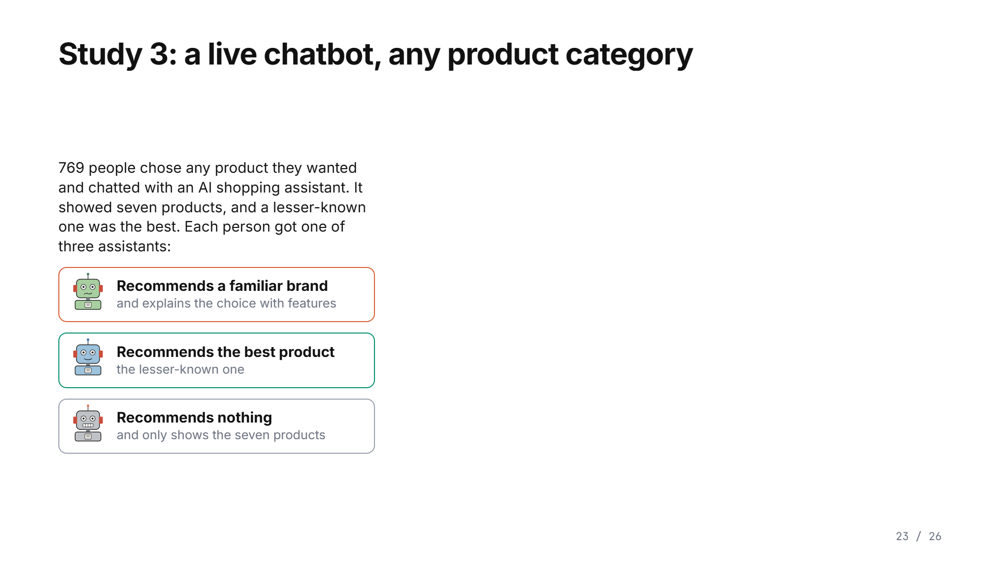 Study 3: a live chatbot, any product category
769 people chose any product they wanted
and chatted with an AI shopping assistant. It
showed seven products, and a lesser-known
one was the best. Each person got one of
three assistants:
Recommends a familiar brand
and explains the choice with features
Recommends the best product
the lesser-known one
Recommends nothing
and only shows the seven products
23 / 26